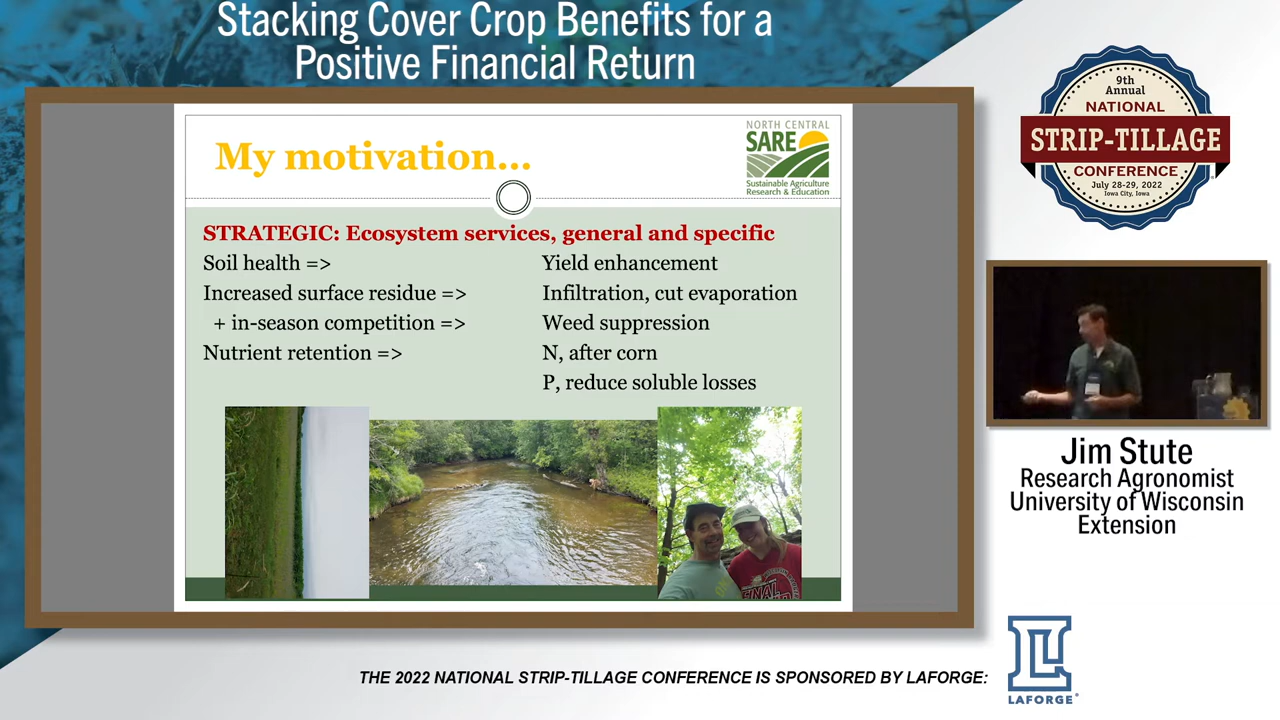 Stacking Cover Crop Benefits for a
Positive Financial Return
My motivation...
NORTH CENTRAL
SARE
Sustainable Agriculture
Research & Education
STRATEGIC: Ecosystem services, general and specific
Soil health =>
Yield enhancement
Increased surface residue =>
Infiltration, cut evaporation
+ in-season competition =>
Weed suppression
Nutrient retention =>
N, after corn
P, reduce soluble losses
9th
Annual
NATIONAL
STRIP-TILLAGE
CONFERENCE
July 28-29, 2022
Iowa City, Iowa
Jim Stute
Research Agronomist
University of Wisconsin
Extension
THE 2022 NATIONAL STRIP-TILLAGE CONFERENCE IS SPONSORED BY LAFORGE:
LAFORGE